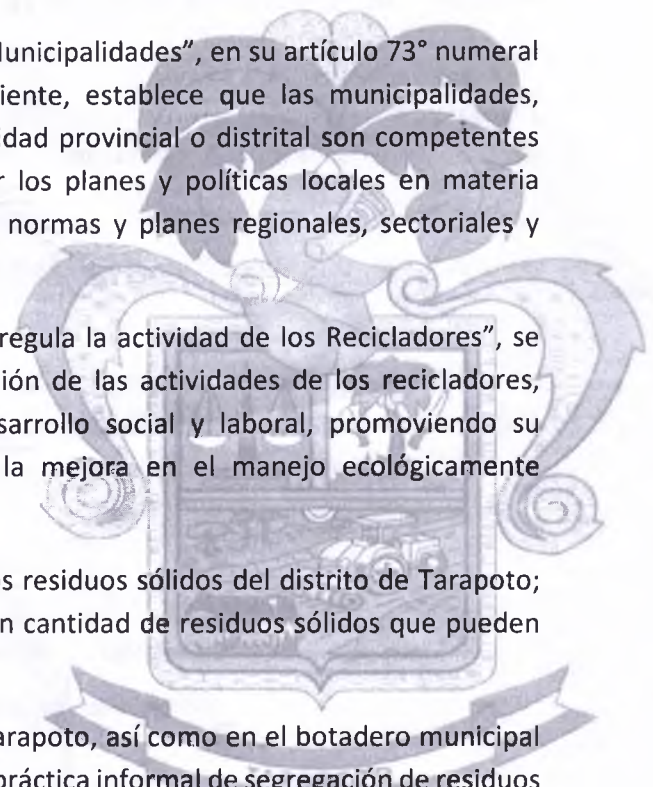 Municipalidades”, en su artículo 73° numeral
iente, establece que las municipalidades,
idad provincial o distrital son competentes
r los planes y políticas locales en materia
normas y planes regionales, sectoriales y
regula la actividad de los Recicladores”, se
ión de las actividades de los recicladores,
sarrollo social y laboral, promoviendo su
la mejora en el manejo ecológicamente
s residuos sólidos del distrito de Tarapoto;
n cantidad de residuos sólidos que pueden
arapoto, así como en el botadero municipal
práctica informal de segregación de residuos